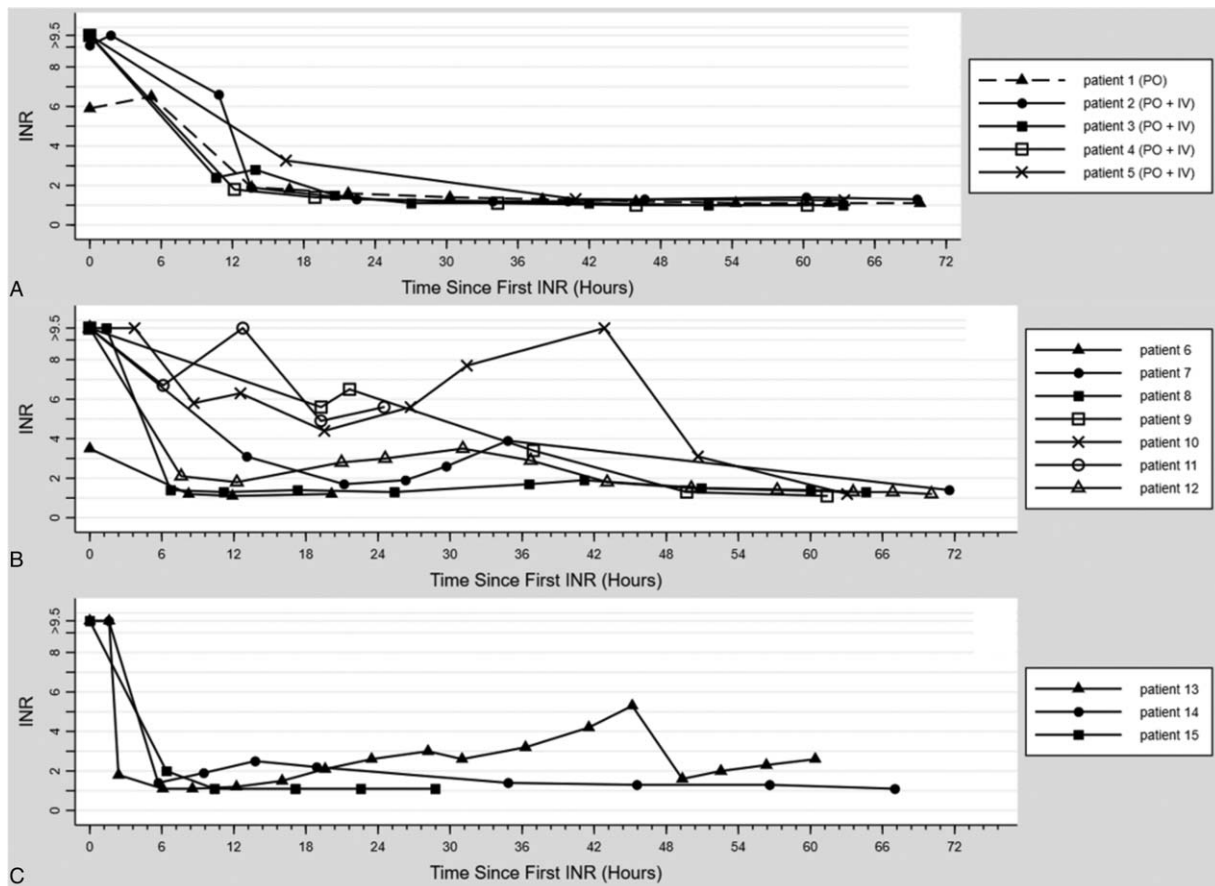 >9.5
8
6
4
2
0
INR
0 6 12 18 24 30 36 42 48 54 60 66 72
Time Since First INR (Hours)
A
patient 1 (PO)
patient 2 (PO + IV)
patient 3 (PO + IV)
patient 4 (PO + IV)
patient 5 (PO + IV)
>9.5
8
6
4
2
0
INR
0 6 12 18 24 30 36 42 48 54 60 66 72
Time Since First INR (Hours)
B
patient 6
patient 7
patient 8
patient 9
patient 10
patient 11
patient 12
>9.5
8
6
4
2
0
INR
0 6 12 18 24 30 36 42 48 54 60 66 72
Time Since First INR (Hours)
C
patient 13
patient 14
patient 15